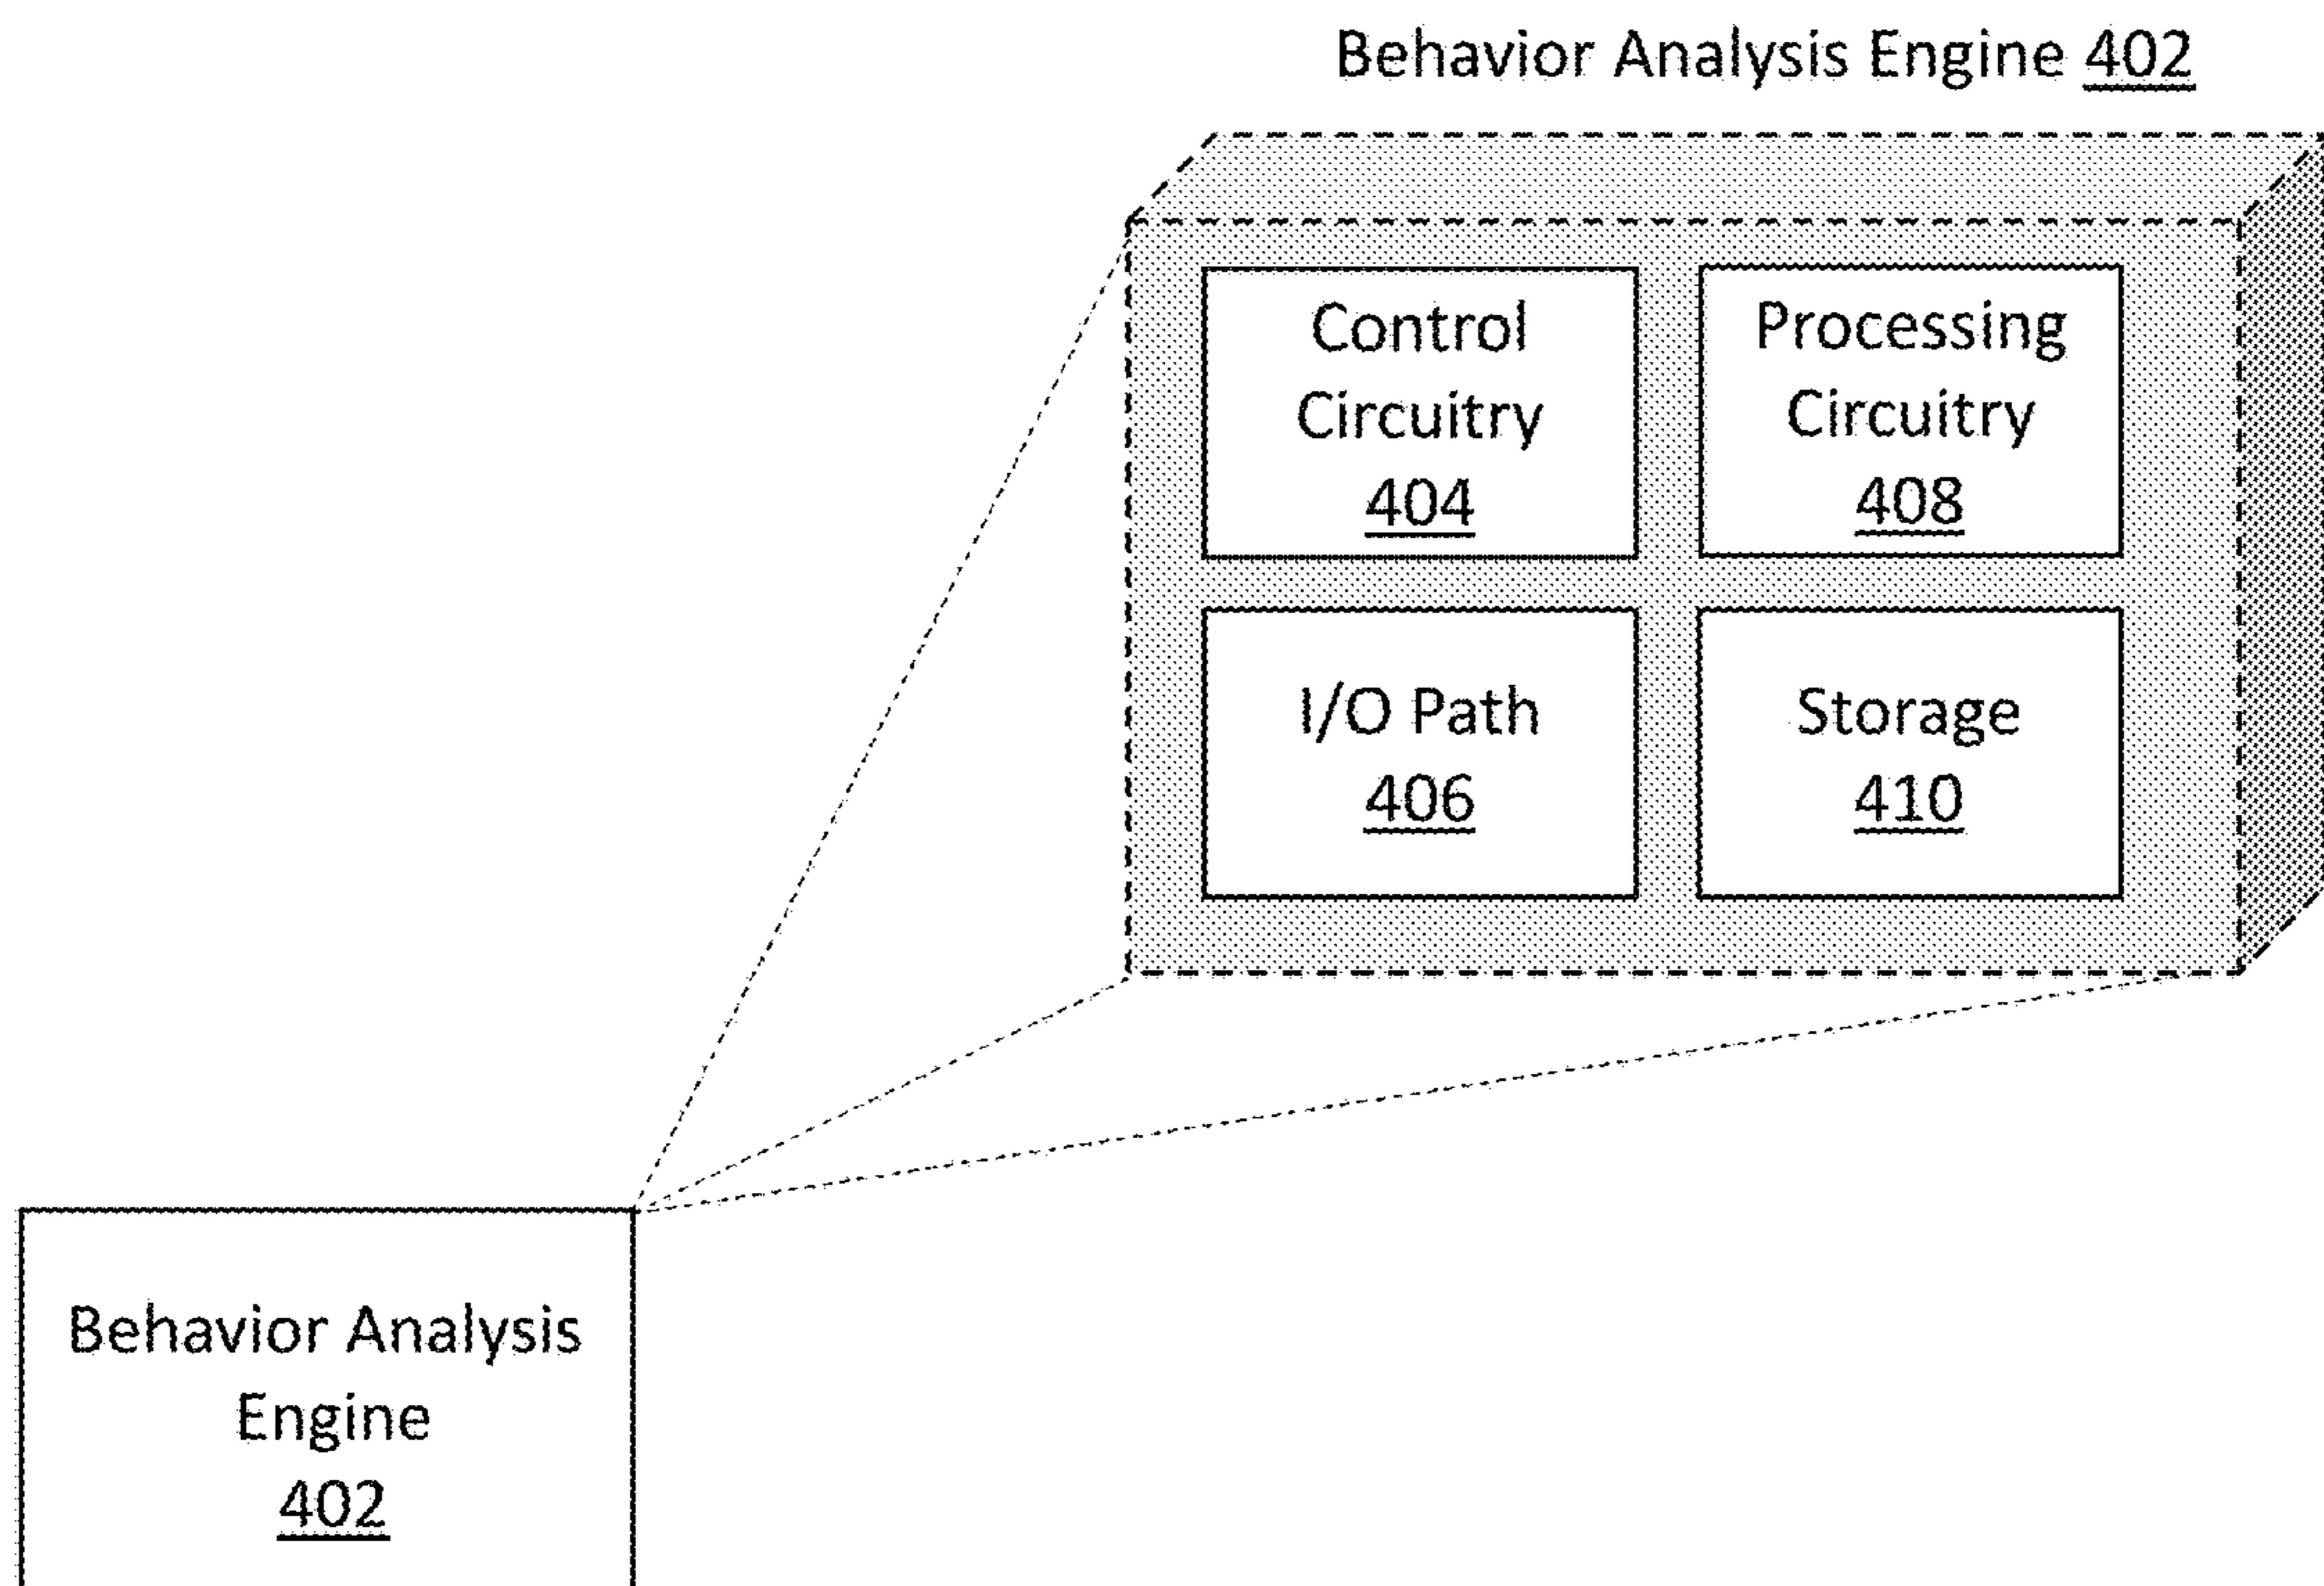 Behavior Analysis Engine 402
Control
Circuitry
404
Processing
Circuitry
408
I/O Path
406
Storage
410
Behavior Analysis
Engine
402